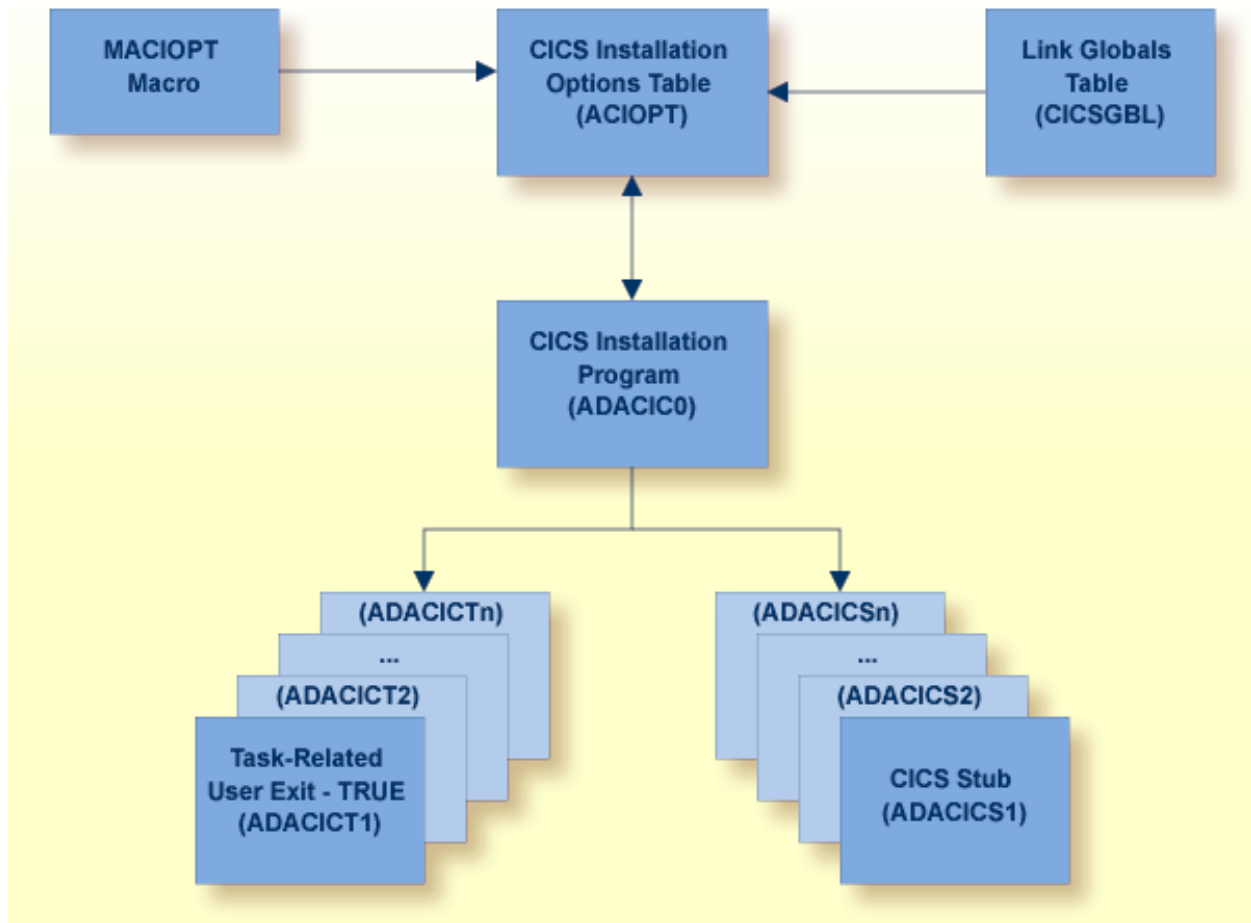 MACIOPT
Macro
CICS Installation
Options Table
(ACIOPT)
Link Globals
Table
(CICSGBL)
CICS Installation
Program
(ADACIC0)
(ADACICTn)
...
(ADACICT2)
Task-Related
User Exit - TRUE
(ADACICT1)
(ADACICSn)
...
(ADACICS2)
CICS Stub
(ADACICS1)